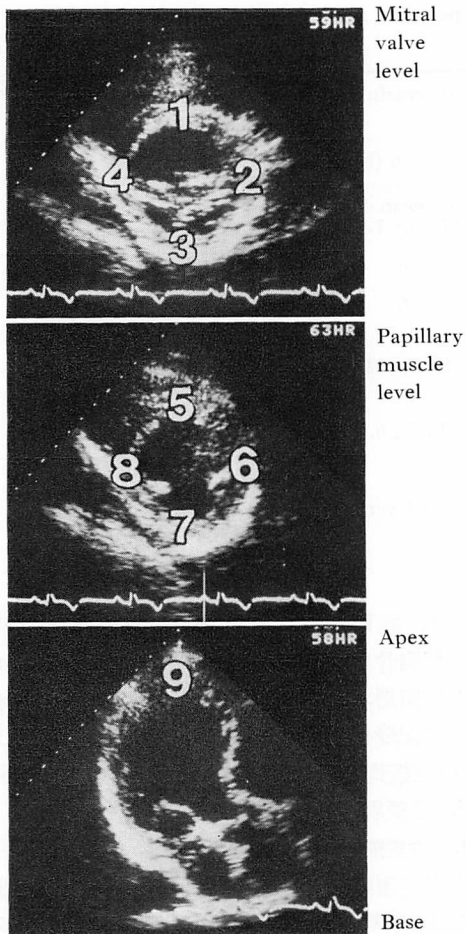 59HR
Mitral
valve
level
1
4
2
3
63HR
Papillary
muscle
level
5
6
8
7
58HR
Apex
9
Base